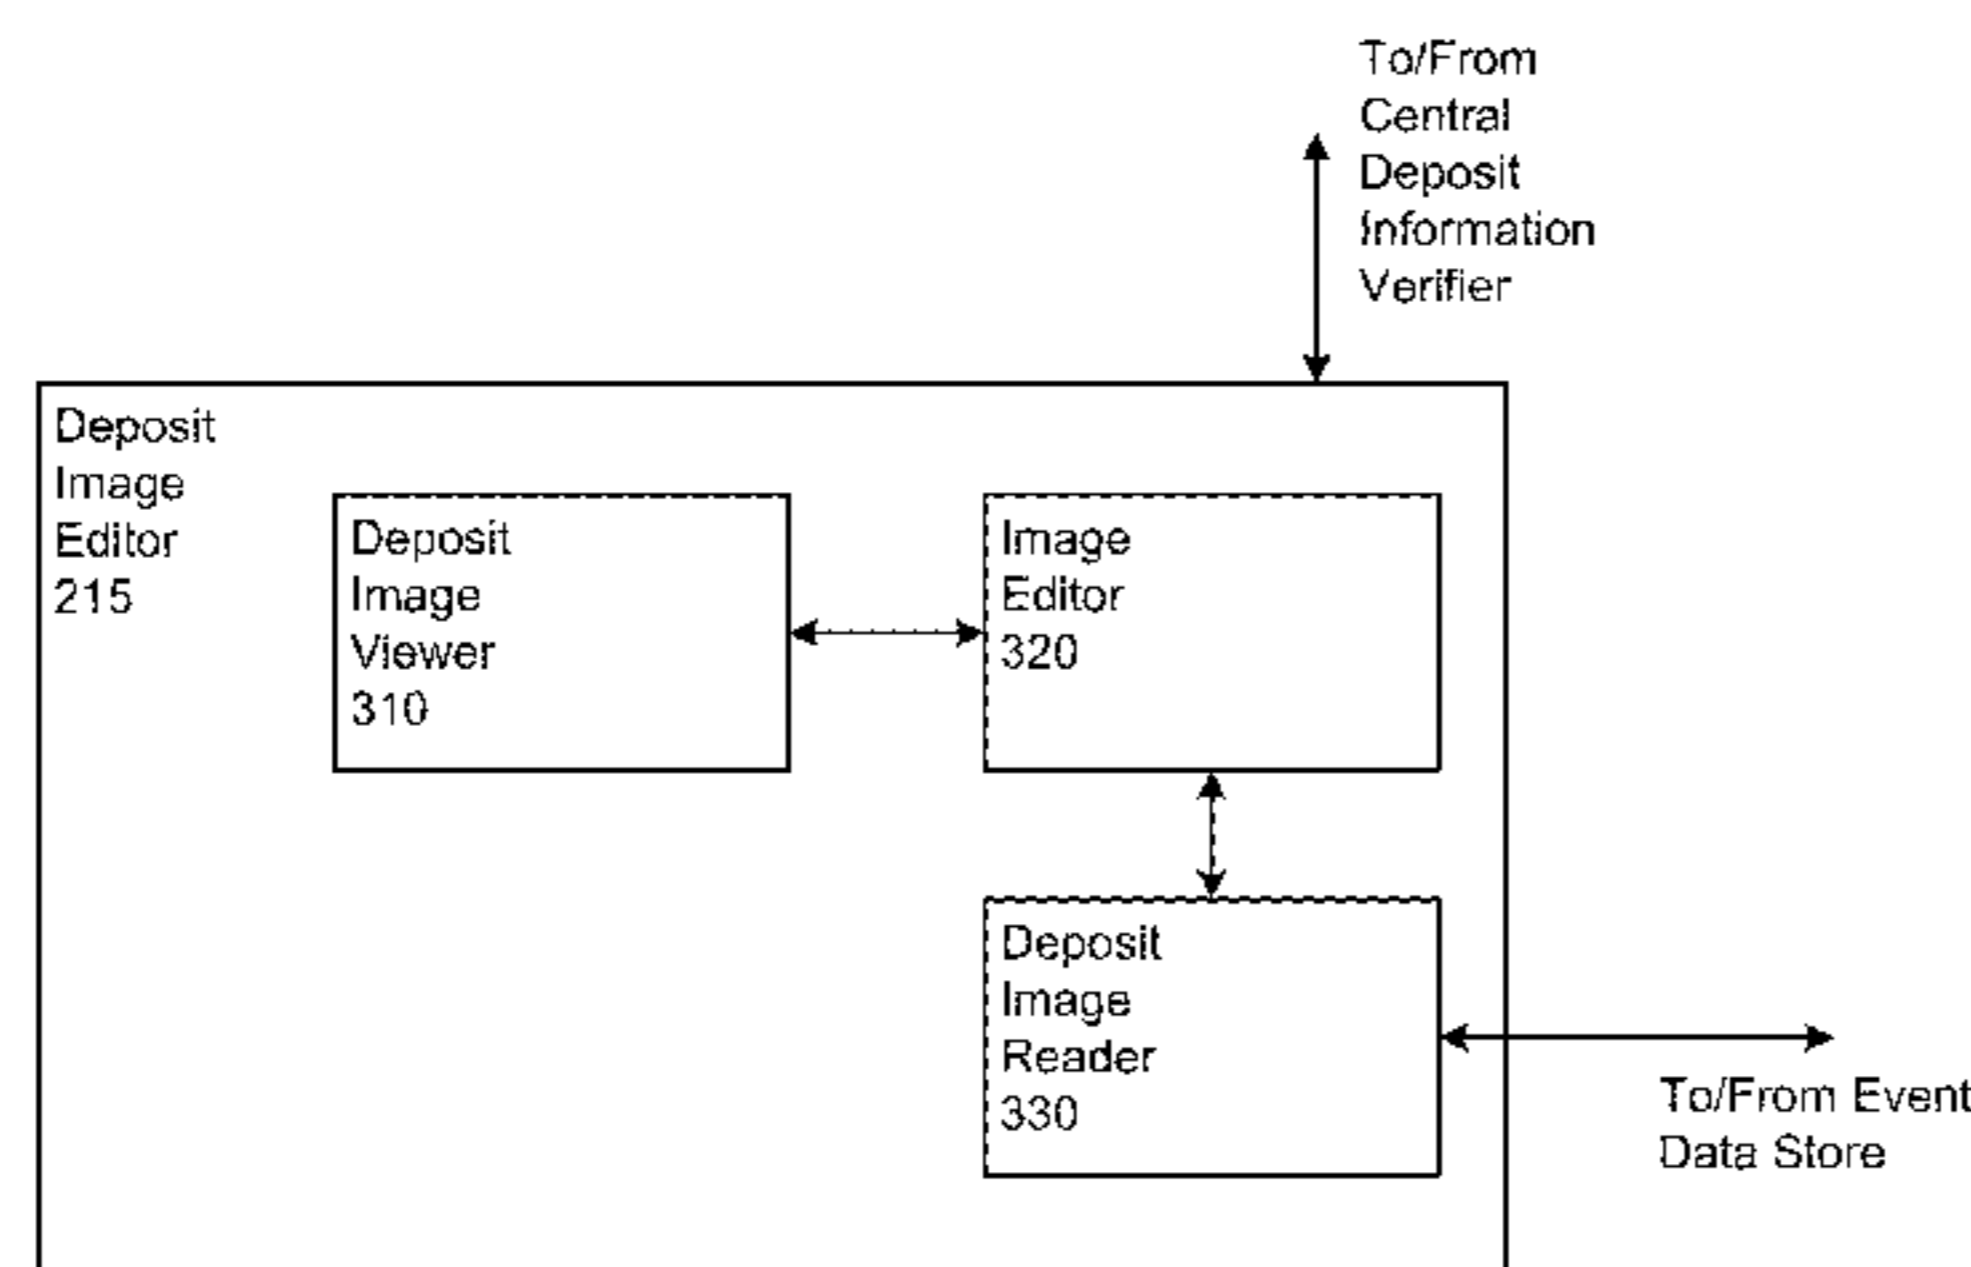 To/From
Central
Deposit
Information
Verifier
Deposit
Image
Editor
215
Deposit
Image
Viewer
310
Image
Editor
320
Deposit
Image
Reader
330
To/From Event
Data Store